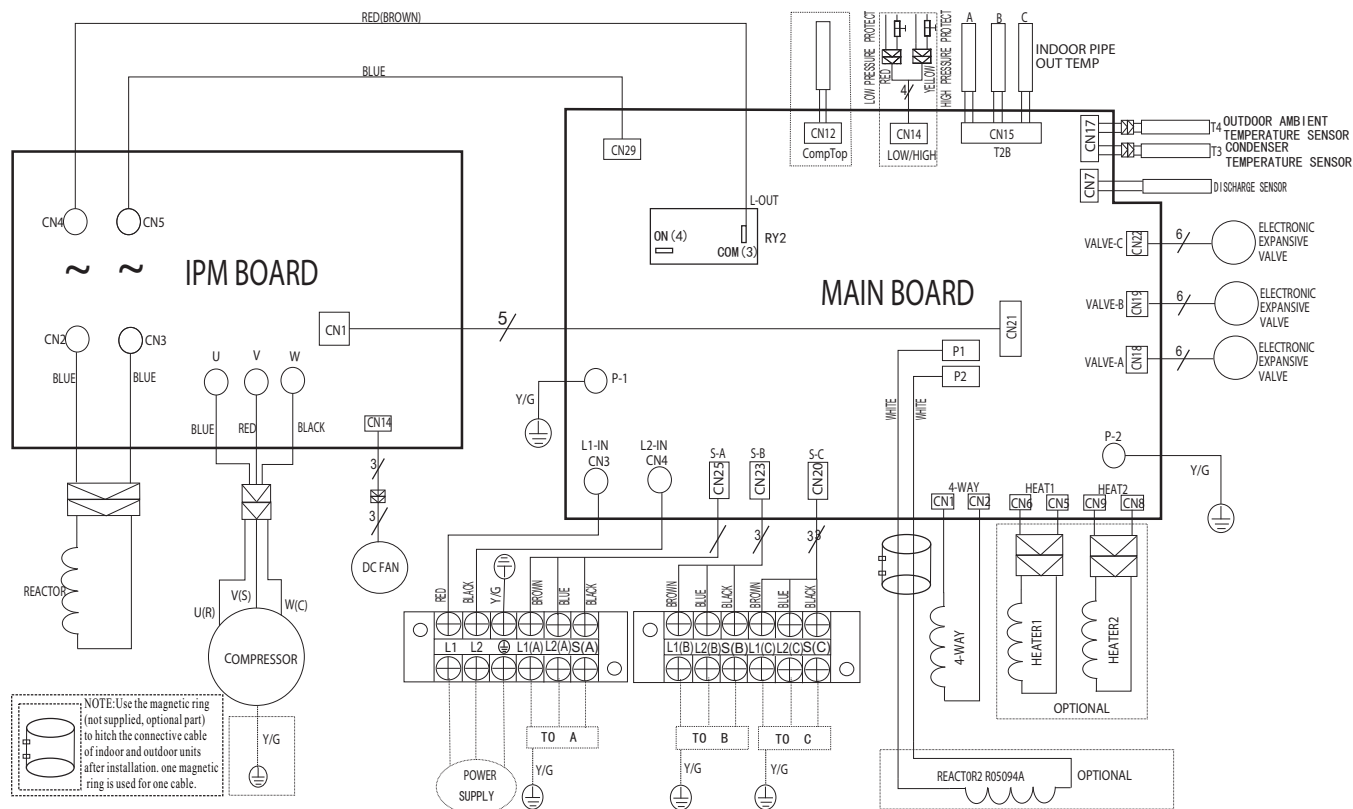 RED(BROWN)
BLUE
LOW PRESSURE PROTECT
RED
YELLOW
HIGH PRESSURE PROTECT
4
A
B
C
INDOOR PIPE
OUT TEMP
CN12
CompTop
CN14
LOW/HIGH
CN15
T2B
CN17
T4 OUTDOOR AMBIENT
TEMPERATURE SENSOR
T3 CONDENSER
TEMPERATURE SENSOR
CN7
DISCHARGE SENSOR
CN29
L-OUT
ON(4)
COM(3)
RY2
CN4
CN5
~
~
IPM BOARD
MAIN BOARD
CN2
CN3
BLUE
BLUE
U
V
W
BLUE
RED
BLACK
CN1
5
CN21
CN14
3
3
DC FAN
VALVE-C
CN22
6
ELECTRONIC
EXPANSIVE
VALVE
VALVE-B
CN19
6
ELECTRONIC
EXPANSIVE
VALVE
VALVE-A
CN18
6
ELECTRONIC
EXPANSIVE
VALVE
P1
P2
WHITE
WHITE
P-1
Y/G
P-2
Y/G
L1-IN
CN3
L2-IN
CN4
S-A
CN25
S-B
CN23
S-C
CN20
3
3
3
4-WAY
CN1
CN2
HEAT1
CN6
CN5
HEAT2
CN9
CN8
REACTOR
U(R)
V(S)
W(C)
COMPRESSOR
Y/G
RED
BLACK
Y/G
BROWN
BLUE
BLACK
L1
L2
L1(A)
L2(A)
S(A)
BROWN
BLUE
BLACK
BROWN
BLUE
BLACK
L1(B)
L2(B)
S(B)
L1(C)
L2(C)
S(C)
POWER
SUPPLY
TO A
Y/G
TO B
Y/G
TO C
Y/G
4-WAY
HEATER1
HEATER2
OPTIONAL
REACTOR2 R05094A
OPTIONAL
NOTE:Use the magnetic ring
(not supplied, optional part)
to hitch the connective cable
of indoor and outdoor units
after installation. one magnetic
ring is used for one cable.